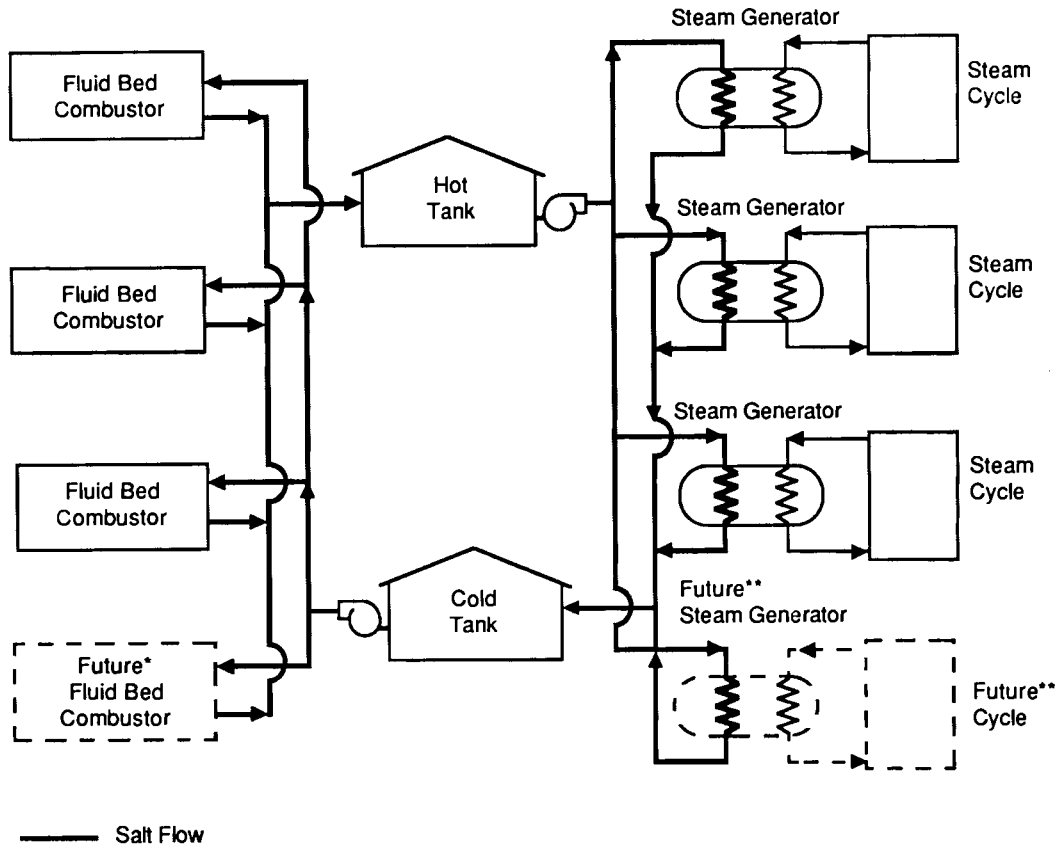 Steam Generator
Fluid Bed
Combustor
Steam
Cycle
Hot
Tank
Steam Generator
Fluid Bed
Combustor
Steam
Cycle
Steam Generator
Fluid Bed
Combustor
Steam
Cycle
Cold
Tank
Future**
Steam Generator
Future*
Fluid Bed
Combustor
Future**
Cycle
Salt Flow